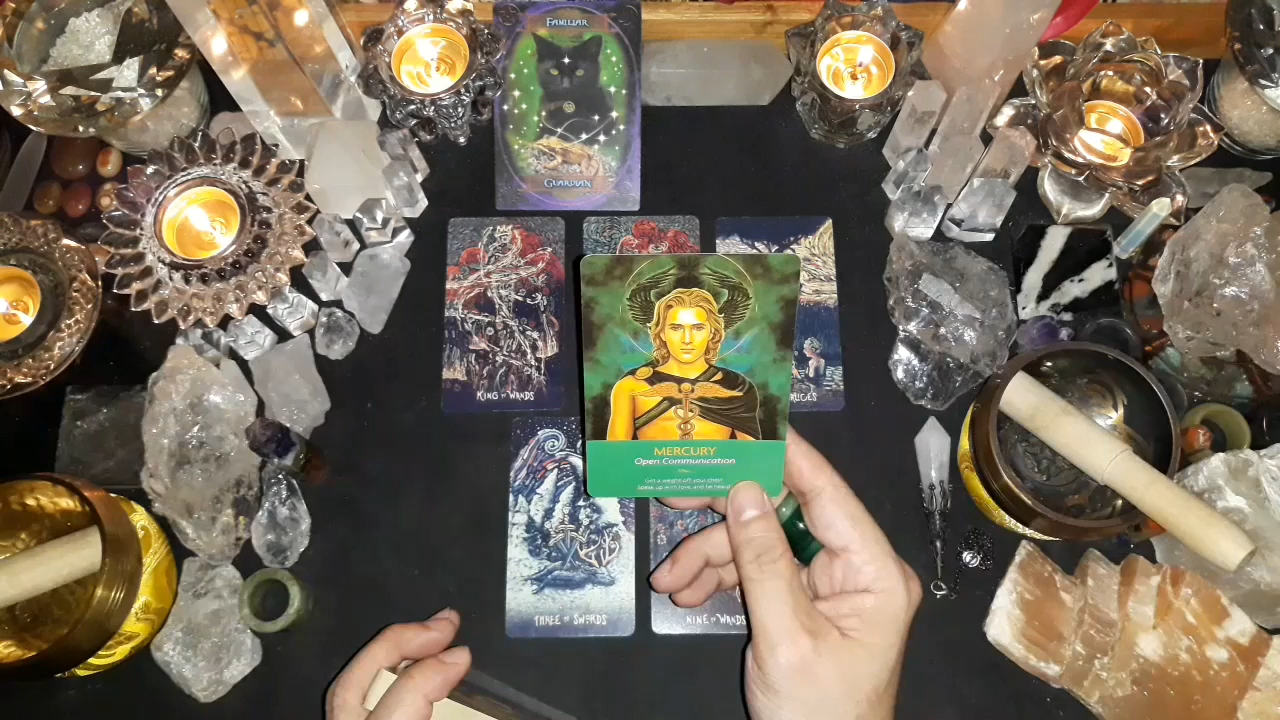 FAMILIAR
GUARDIAN
KING of WANDS
MERCURY
Open Communication
Get a weight off your chest.
Speak up with love, and be heard.
THREE of SWORDS
NINE of WANDS